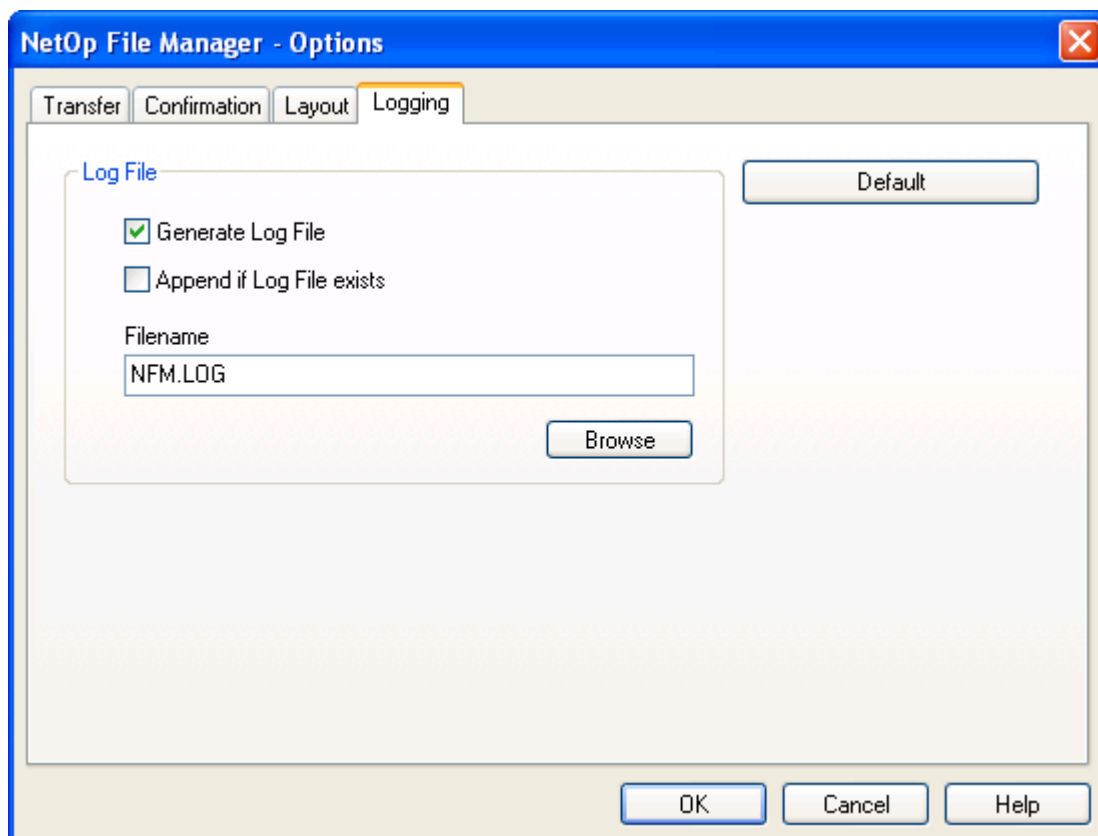 NetOp File Manager - Options
Transfer Confirmation Layout Logging
Log File
Default
Generate Log File
Append if Log File exists
Filename
NFM.LOG
Browse
OK Cancel Help